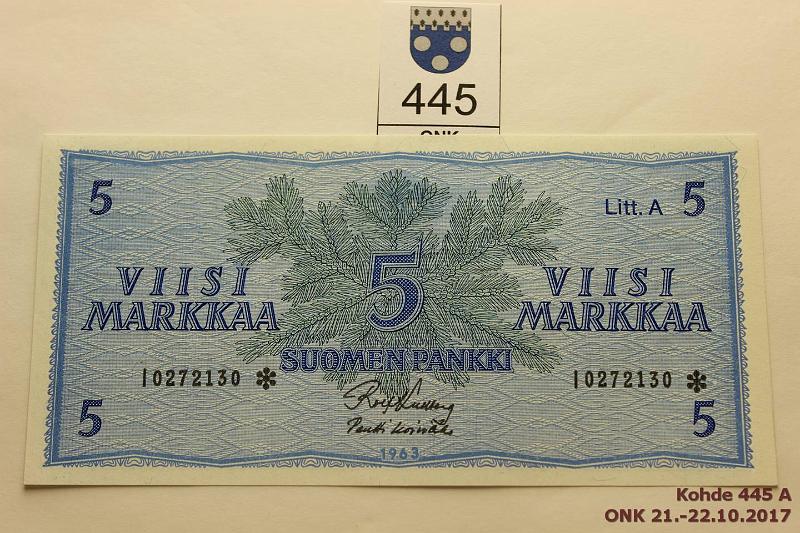 445
ONK
5
Litt. A 5
VIISI
MARKKAA
5
VIISI
MARKKAA
SUOMEN PANKKI
I0272130 *
I0272130 *
5
5
1963
Kohde 445 A
ONK 21.-22.10.2017